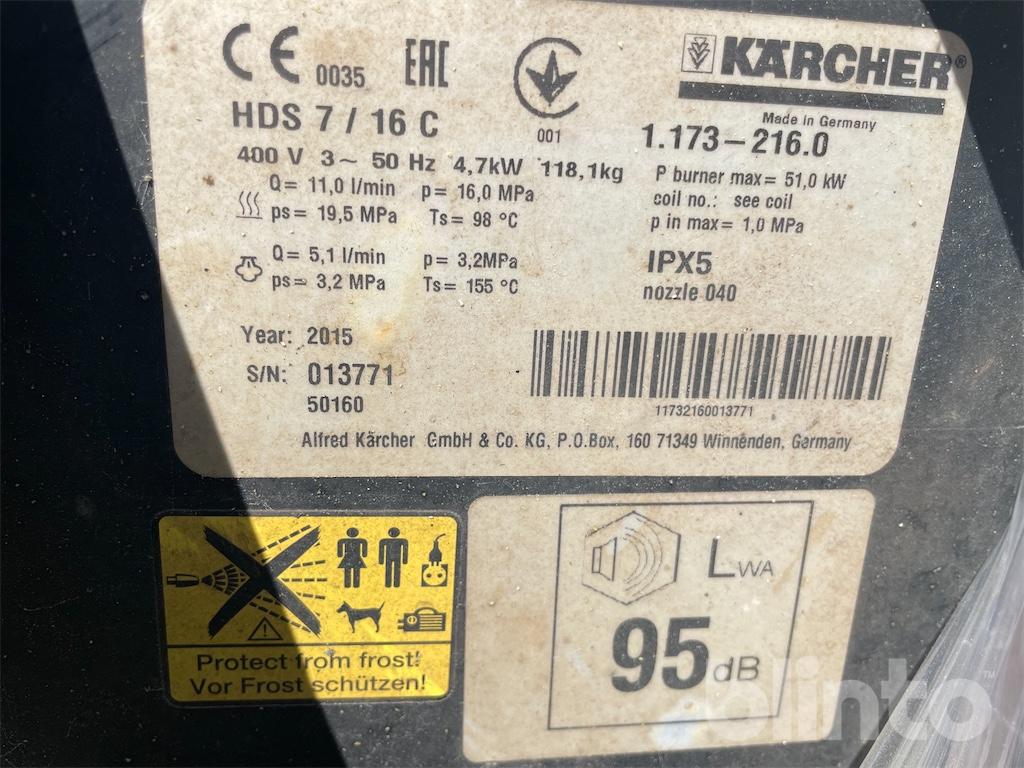 CE 0035 EAC
001
KÄRCHER®
Made in Germany
HDS 7 / 16 C
1.173-216.0
400 V 3~ 50 Hz 4,7kW 118,1kg
Q= 11,0 l/min p= 16,0 MPa
ps= 19,5 MPa Ts= 98 °C
P burner max= 51,0 kW
coil no.: see coil
p in max= 1,0 MPa
Q= 5,1 l/min p= 3,2MPa
ps= 3,2 MPa Ts= 155 °C
IPX5
nozzle 040
Year: 2015
S/N: 013771
50160
11732160013771
Alfred Kärcher GmbH & Co. KG, P.O.Box, 160 71349 Winnenden, Germany
Protect from frost!
Vor Frost schützen!
LWA
95 dB
blinto™